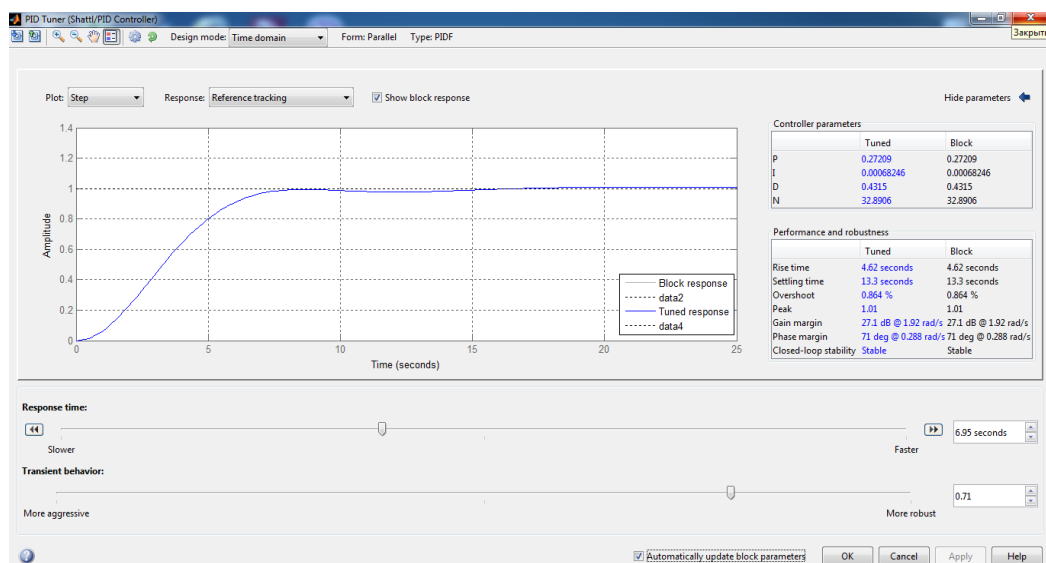 PID Tuner (Shattl/PID Controller)
Закрыть
Design mode: Time domain Form: Parallel Type: PIDF
Plot: Step Response: Reference tracking Show block response Hide parameters
1.4
1.2
1
0.8
0.6
0.4
0.2
0
Amplitude
0 5 10 15 20 25
Time (seconds)
Block response
data2
Tuned response
data4
Controller parameters
Tuned Block
P 0.27209 0.27209
I 0.00068246 0.00068246
D 0.4315 0.4315
N 32.8906 32.8906
Performance and robustness
Tuned Block
Rise time 4.62 seconds 4.62 seconds
Settling time 13.3 seconds 13.3 seconds
Overshoot 0.864 % 0.864 %
Peak 1.01 1.01
Gain margin 27.1 dB @ 1.92 rad/s 27.1 dB @ 1.92 rad/s
Phase margin 71 deg @ 0.288 rad/s 71 deg @ 0.288 rad/s
Closed-loop stability Stable Stable
Response time:
6.95 seconds
Slower Faster
Transient behavior:
0.71
More aggressive More robust
Automatically update block parameters OK Cancel Apply Help